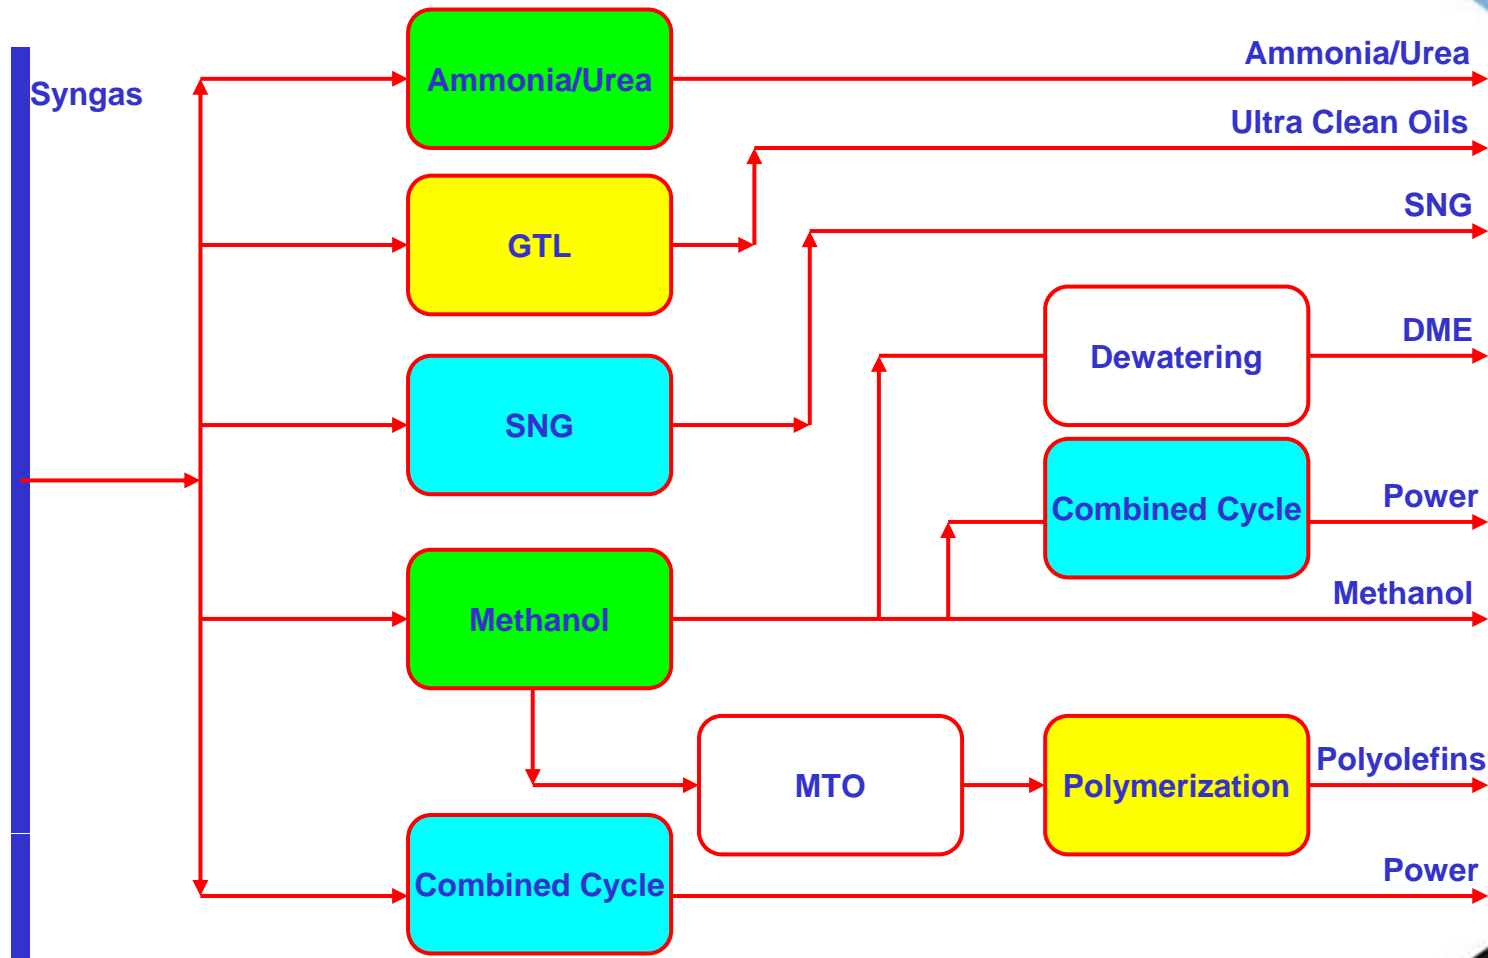 Ammonia/Urea
Syngas
Ammonia/Urea
Ultra Clean Oils
SNG
GTL
DME
Dewatering
SNG
Power
Combined Cycle
Methanol
Methanol
Polyolefins
MTO
Polymerization
Power
Combined Cycle